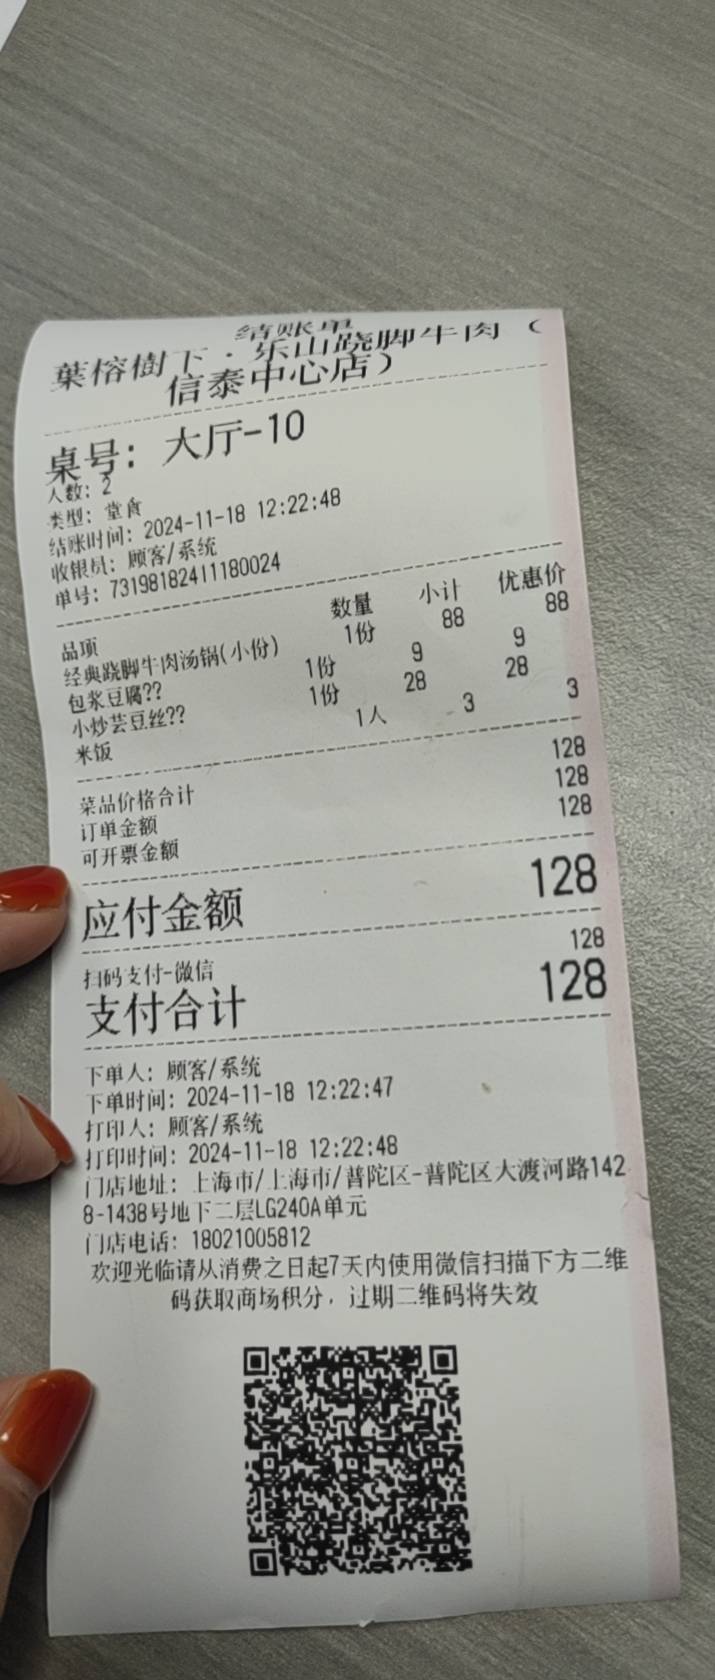 结账单
葉榕樹下·乐山跷脚牛肉（
信泰中心店）
桌号：大厅-10
人数：2
类型：堂食
结账时间：2024-11-18 12:22:48
收银员：顾客/系统
单号：73198182411180024
品项 数量 小计 优惠价
经典跷脚牛肉汤锅(小份) 1份 88 88
包浆豆腐?? 1份 9 9
小炒芸豆丝?? 1份 28 28
米饭 1人 3 3
菜品价格合计 128
订单金额 128
可开票金额 128
应付金额 128
扫码支付-微信 128
支付合计 128
下单人：顾客/系统
下单时间：2024-11-18 12:22:47
打印人：顾客/系统
打印时间：2024-11-18 12:22:48
门店地址：上海市/上海市/普陀区-普陀区大渡河路142
8-1438号地下二层LG240A单元
门店电话：18021005812
欢迎光临请从消费之日起7天内使用微信扫描下方二维
码获取商场积分，过期二维码将失效